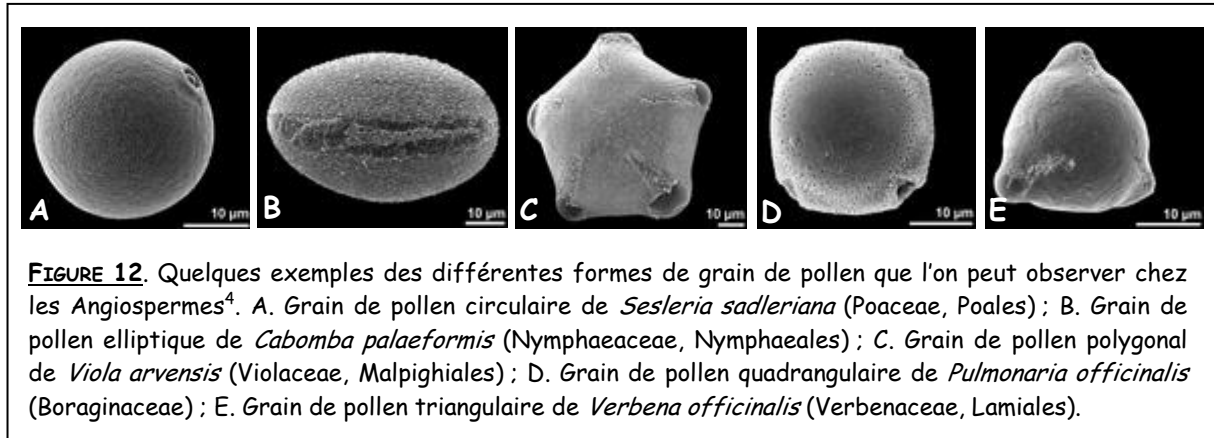 A 10 µm B 10 µm C 10 µm D 10 µm E 10 µm
FIGURE 12. Quelques exemples des différentes formes de grain de pollen que l'on peut observer chez
les Angiospermes⁴. A. Grain de pollen circulaire de Sesleria sadleriana (Poaceae, Poales) ; B. Grain de
pollen elliptique de Cabomba palaeformis (Nymphaeaceae, Nymphaeales) ; C. Grain de pollen polygonal
de Viola arvensis (Violaceae, Malpighiales) ; D. Grain de pollen quadrangulaire de Pulmonaria officinalis
(Boraginaceae) ; E. Grain de pollen triangulaire de Verbena officinalis (Verbenaceae, Lamiales).